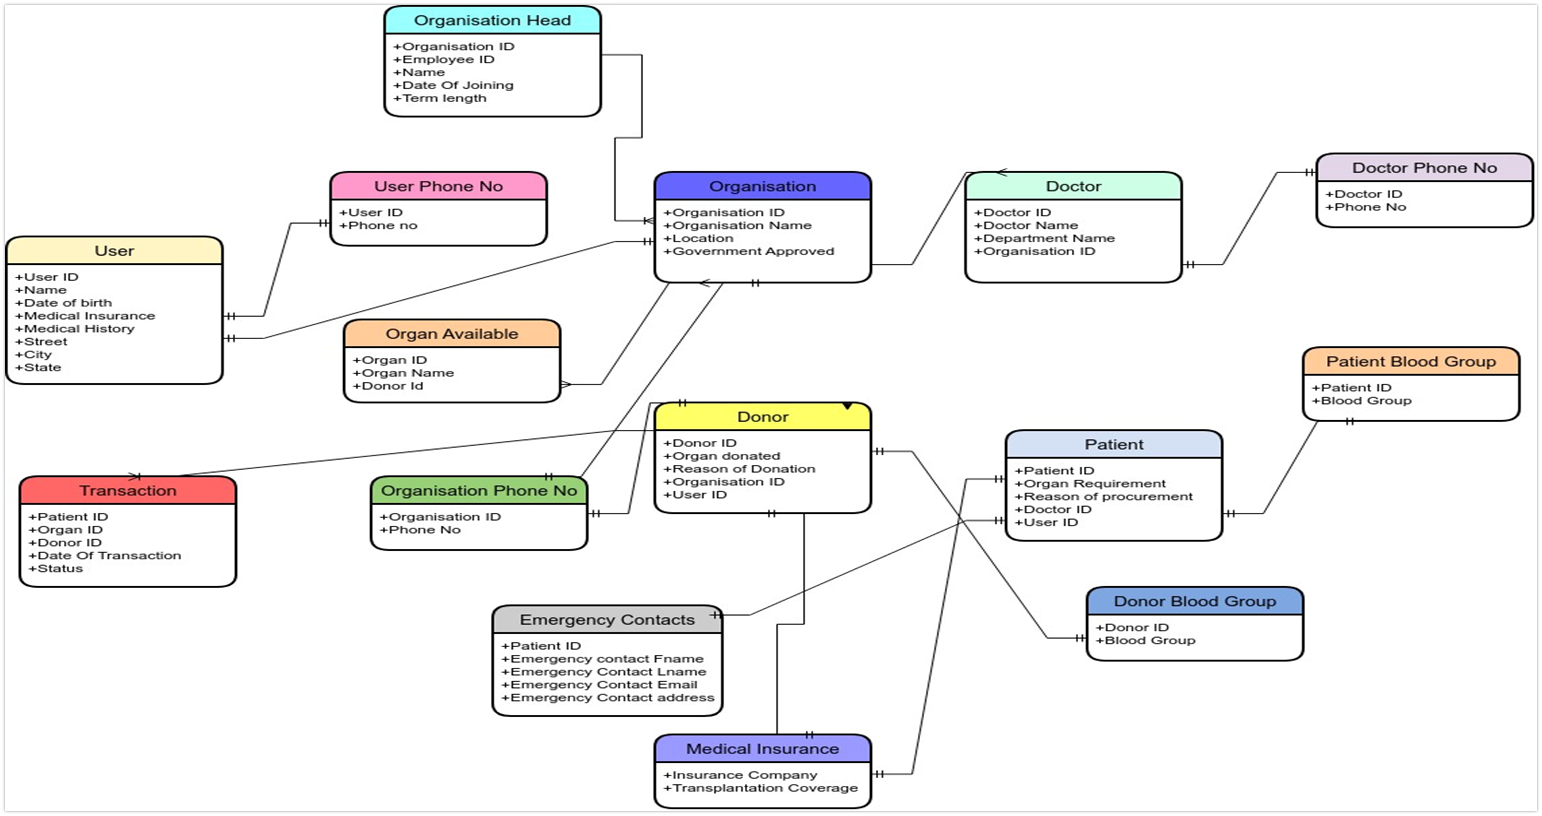 Organisation Head
+Organisation ID
+Employee ID
+Name
+Date Of Joining
+Term length
User Phone No
+User ID
+Phone no
Organisation
+Organisation ID
+Organisation Name
+Location
+Government Approved
Doctor
+Doctor ID
+Doctor Name
+Department Name
+Organisation ID
Doctor Phone No
+Doctor ID
+Phone No
User
+User ID
+Name
+Date of birth
+Medical Insurance
+Medical History
+Street
+City
+State
Organ Available
+Organ ID
+Organ Name
+Donor Id
Patient Blood Group
+Patient ID
+Blood Group
Donor
+Donor ID
+Organ donated
+Reason of Donation
+Organisation ID
+User ID
Patient
+Patient ID
+Organ Requirement
+Reason of procurement
+Doctor ID
+User ID
Transaction
+Patient ID
+Organ ID
+Donor ID
+Date Of Transaction
+Status
Organisation Phone No
+Organisation ID
+Phone No
Donor Blood Group
+Donor ID
+Blood Group
Emergency Contacts
+Patient ID
+Emergency contact Fname
+Emergency Contact Lname
+Emergency Contact Email
+Emergency Contact address
Medical Insurance
+Insurance Company
+Transplantation Coverage